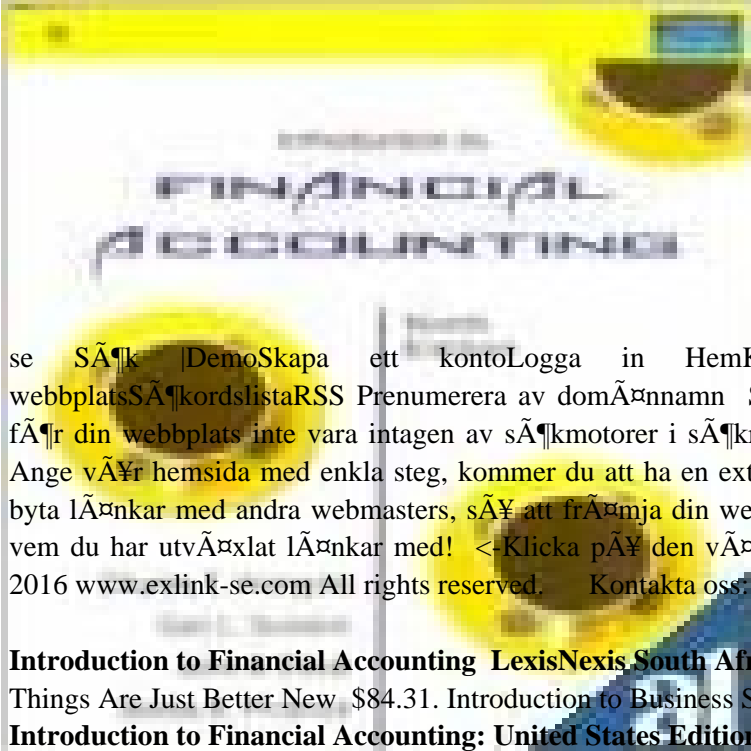 Introduction to
FINANCIAL
ACCOUNTING
se SÃ¶k |DemoSkapa ett kontoLogga in
webbplatsSÃ¶kordslistaRSS Prenumerera av domÃ¤nnamn
fÃ¶r din webbplats inte vara intagen av sÃ¶kmotorer i
Ange vÃ¥r hemsida med enkla steg, kommer du att ha en
byta lÃ¤nkar med andra webmasters, sÃ¥ att frÃ¤mja din
vem du har utvÃ¤xlat lÃ¤nkar med! <-Klicka pÃ¥ den
2016 www.exlink-se.com All rights reserved. Kontakta oss:
Introduction to Financial Accounting LexisNexis South
Things Are Just Better New $84.31. Introduction to Business
Introduction to Financial Accounting: United States Edition